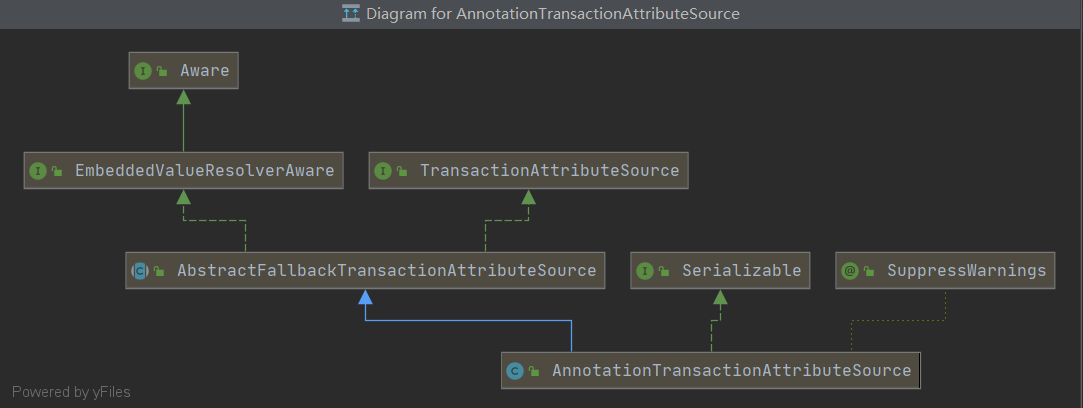 Diagram for AnnotationTransactionAttributeSource
I Aware
I EmbeddedValueResolverAware
I TransactionAttributeSource
C AbstractFallbackTransactionAttributeSource
I Serializable
@ SuppressWarnings
C AnnotationTransactionAttributeSource
Powered by yFiles